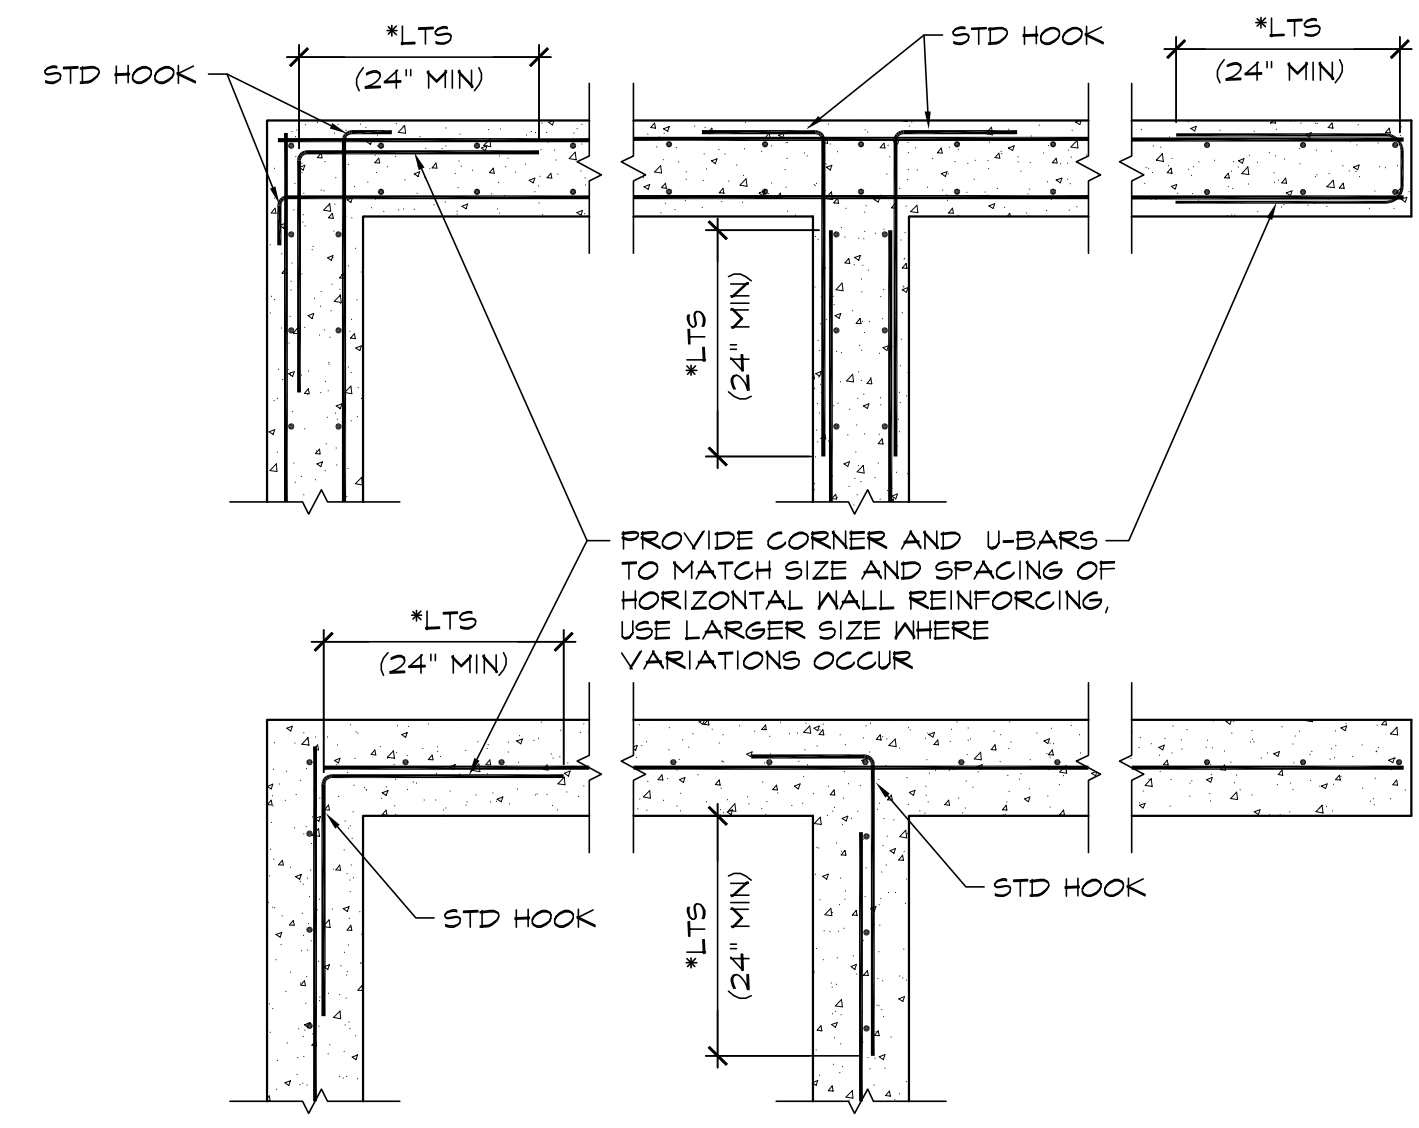 *LTS
(24" MIN)
STD HOOK
STD HOOK
*LTS
(24" MIN)
*LTS
(24" MIN)
PROVIDE CORNER AND U-BARS
TO MATCH SIZE AND SPACING OF
HORIZONTAL WALL REINFORCING,
USE LARGER SIZE WHERE
VARIATIONS OCCUR
*LTS
(24" MIN)
STD HOOK
*LTS
(24" MIN)
STD HOOK